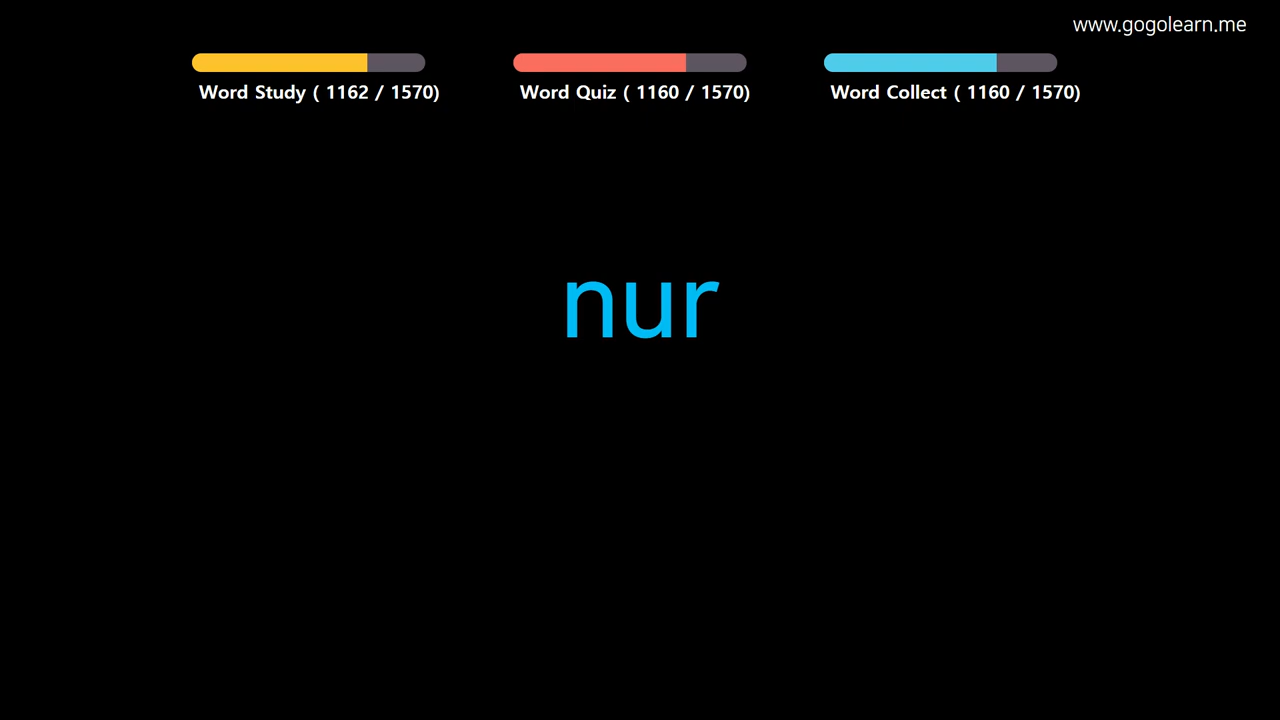 www.gogolearn.me
Word Study ( 1162 / 1570)
Word Quiz ( 1160 / 1570)
Word Collect ( 1160 / 1570)
nur